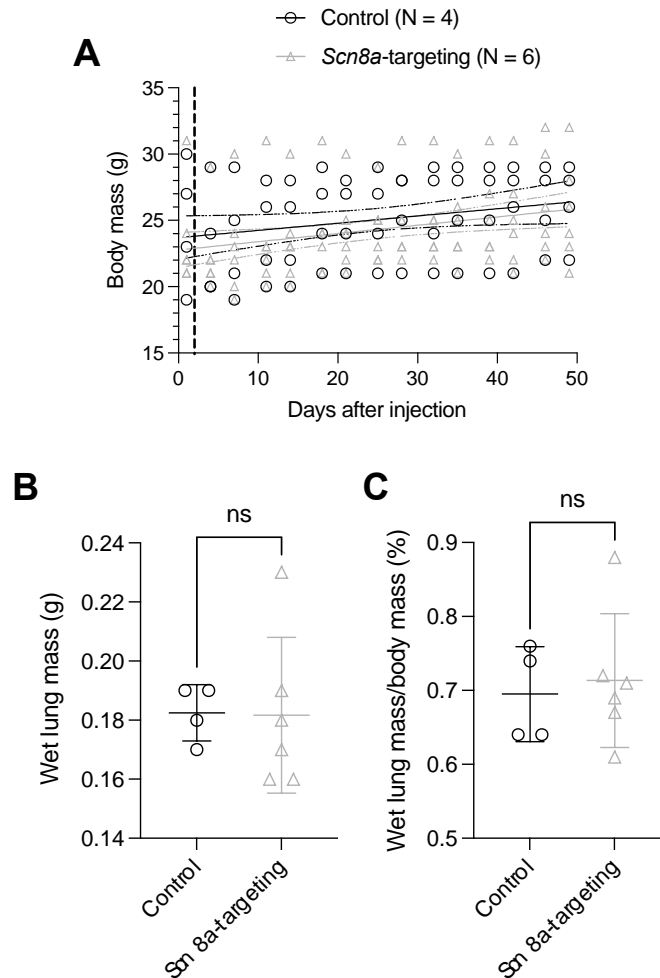 Control (N = 4)
Scn8a-targeting (N = 6)
A
Body mass (g)
35
30
25
20
15
0 10 20 30 40 50
Days after injection
B
ns
Wet lung mass (g)
0.24
0.22
0.20
0.18
0.16
0.14
Control
Scn 8a-targeting
C
ns
Wet lung mass/body mass (%)
0.9
0.8
0.7
0.6
0.5
Control
Scn 8a-targeting